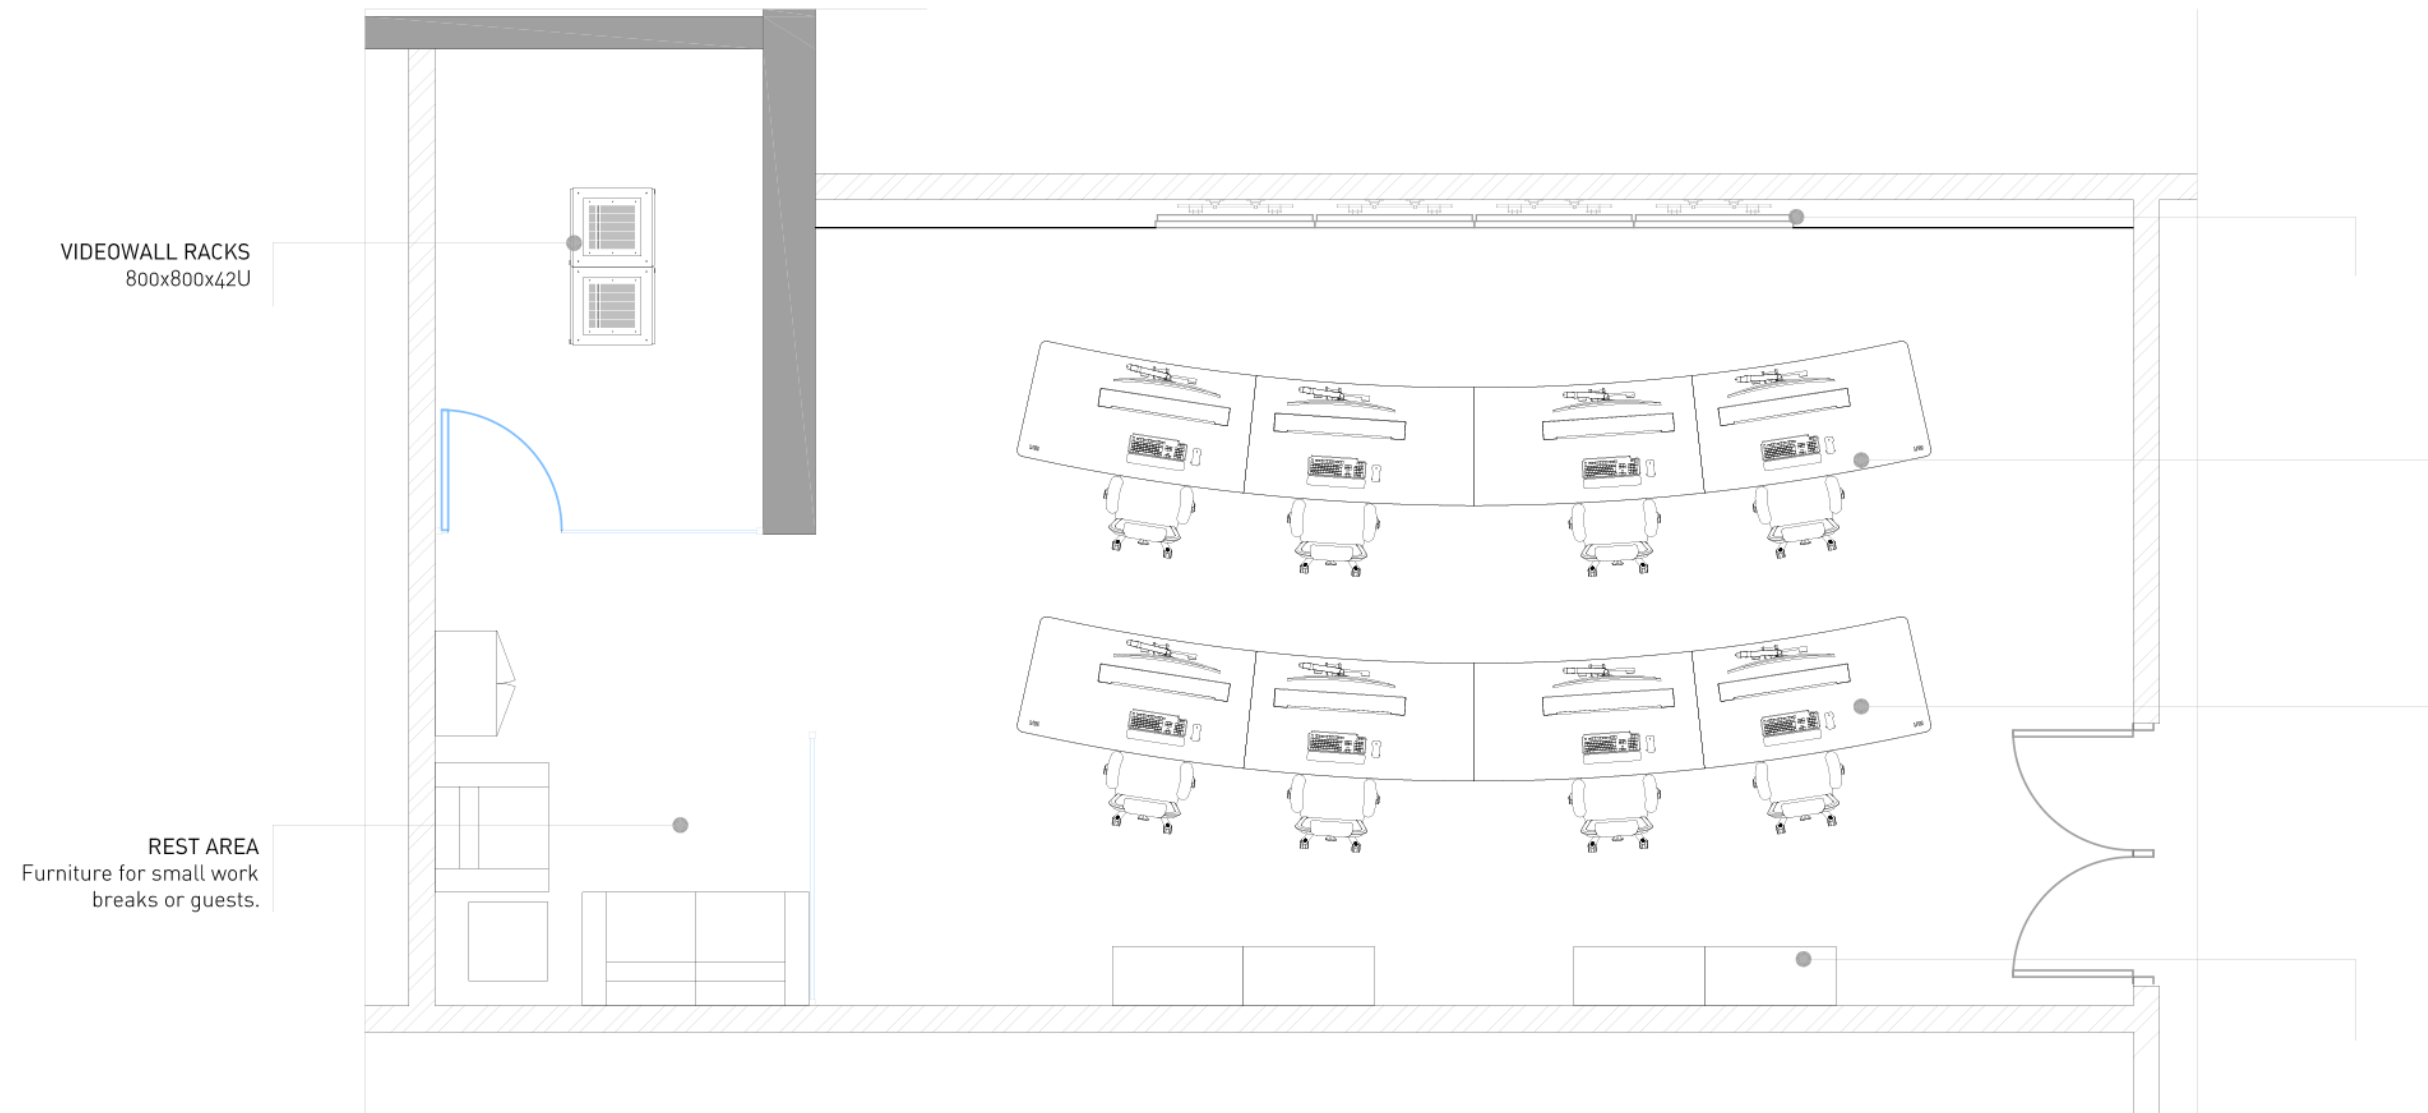 VIDEOWALL RACKS
800x800x42U
REST AREA
Furniture for small work
breaks or guests.